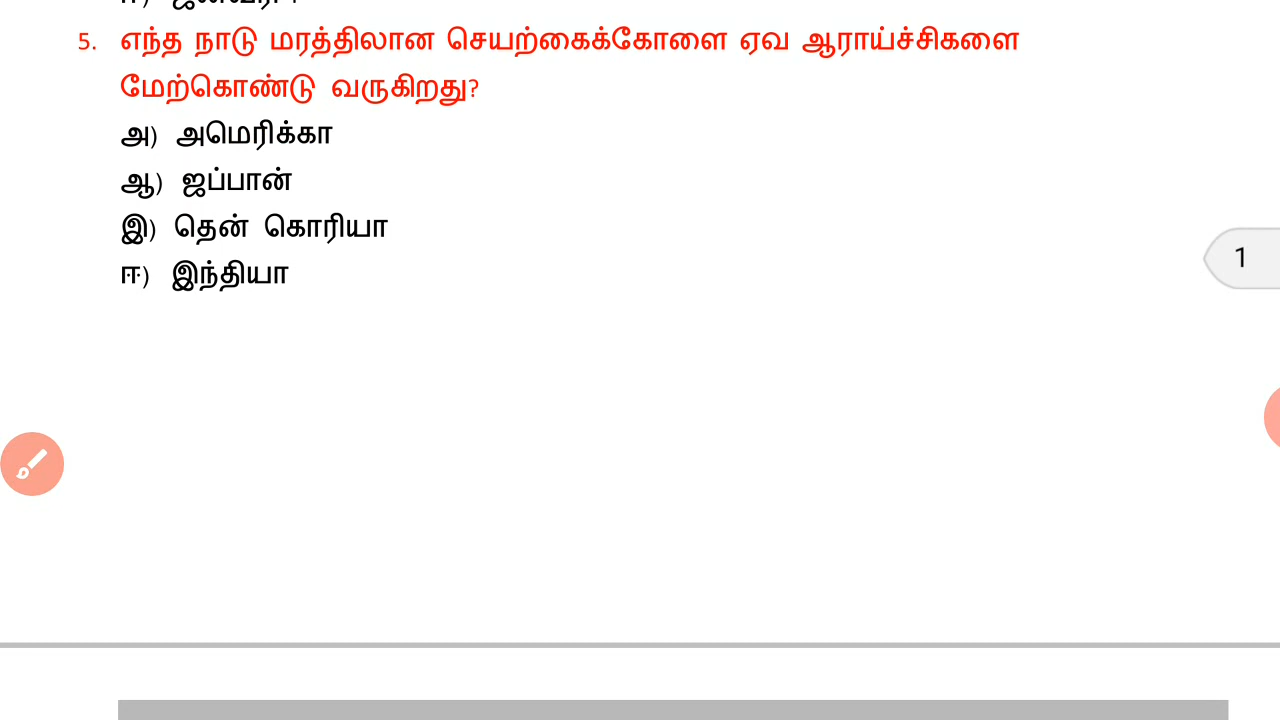 5. எந்த நாடு மரத்திலான செயற்கைக்கோளை ஏவ ஆராய்ச்சிகளை
மேற்கொண்டு வருகிறது?
அ) அமெரிக்கா
ஆ) ஜப்பான்
இ) தென் கொரியா
ஈ) இந்தியா
1